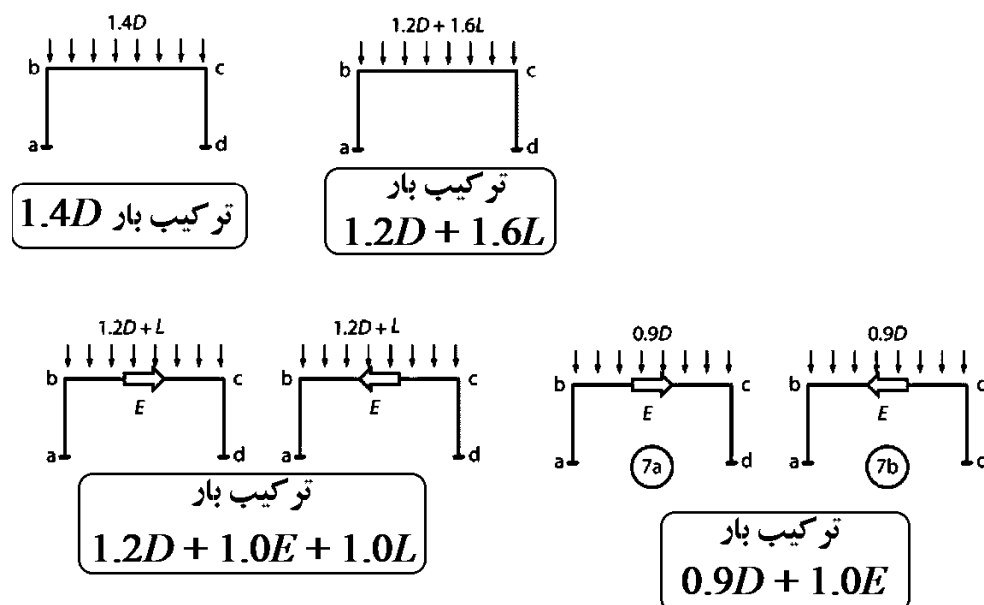 1.4D
b c
a d
ترکیب بار 1.4D
1.2D + 1.6L
b c
a d
ترکیب بار
1.2D + 1.6L
1.2D + L
b c
E
a d
1.2D + L
b c
E
a d
ترکیب بار
1.2D + 1.0E + 1.0L
0.9D
b c
E
a d
7a
0.9D
b c
E
a d
7b
ترکیب بار
0.9D + 1.0E